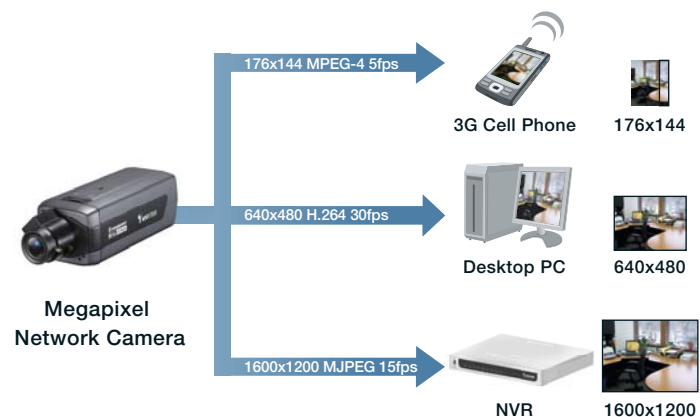 176x144 MPEG-4 5fps
3G Cell Phone
176x144
640x480 H.264 30fps
Desktop PC
640x480
Megapixel
Network Camera
1600x1200 MJPEG 15fps
NVR
1600x1200